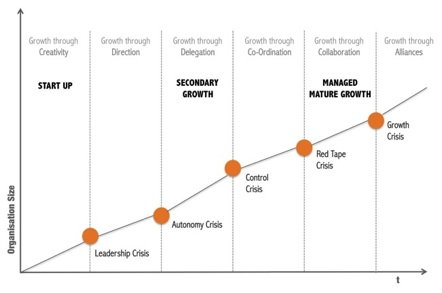 Growth through
Creativity
Growth through
Direction
Growth through
Delegation
Growth through
Co-Ordination
Growth through
Collaboration
Growth through
Alliances
START UP
SECONDARY
GROWTH
MANAGED
MATURE GROWTH
Growth
Crisis
Red Tape
Crisis
Control
Crisis
Autonomy Crisis
Leadership Crisis
Organisation Size
t